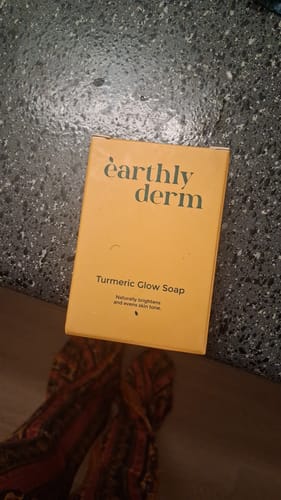 earthly
derm
Turmeric Glow Soap
Naturally brightens
and evens skin tone.